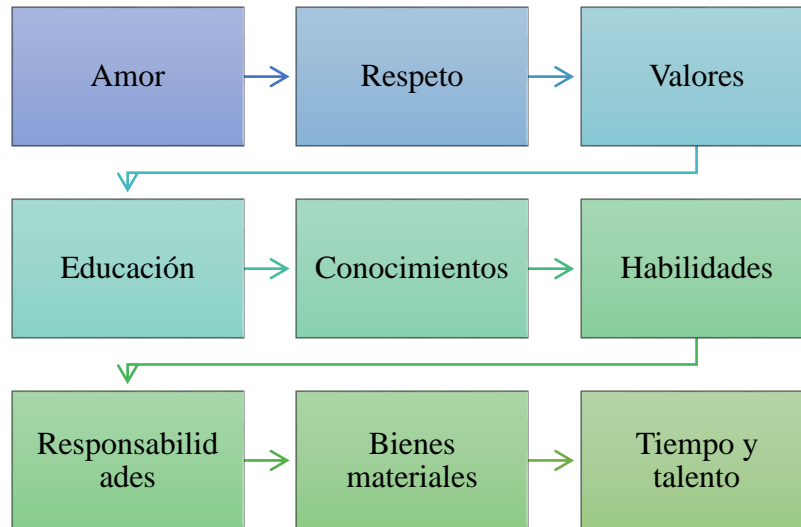 Amor
Respeto
Valores
Educación
Conocimientos
Habilidades
Responsabilid
ades
Bienes
materiales
Tiempo y
talento